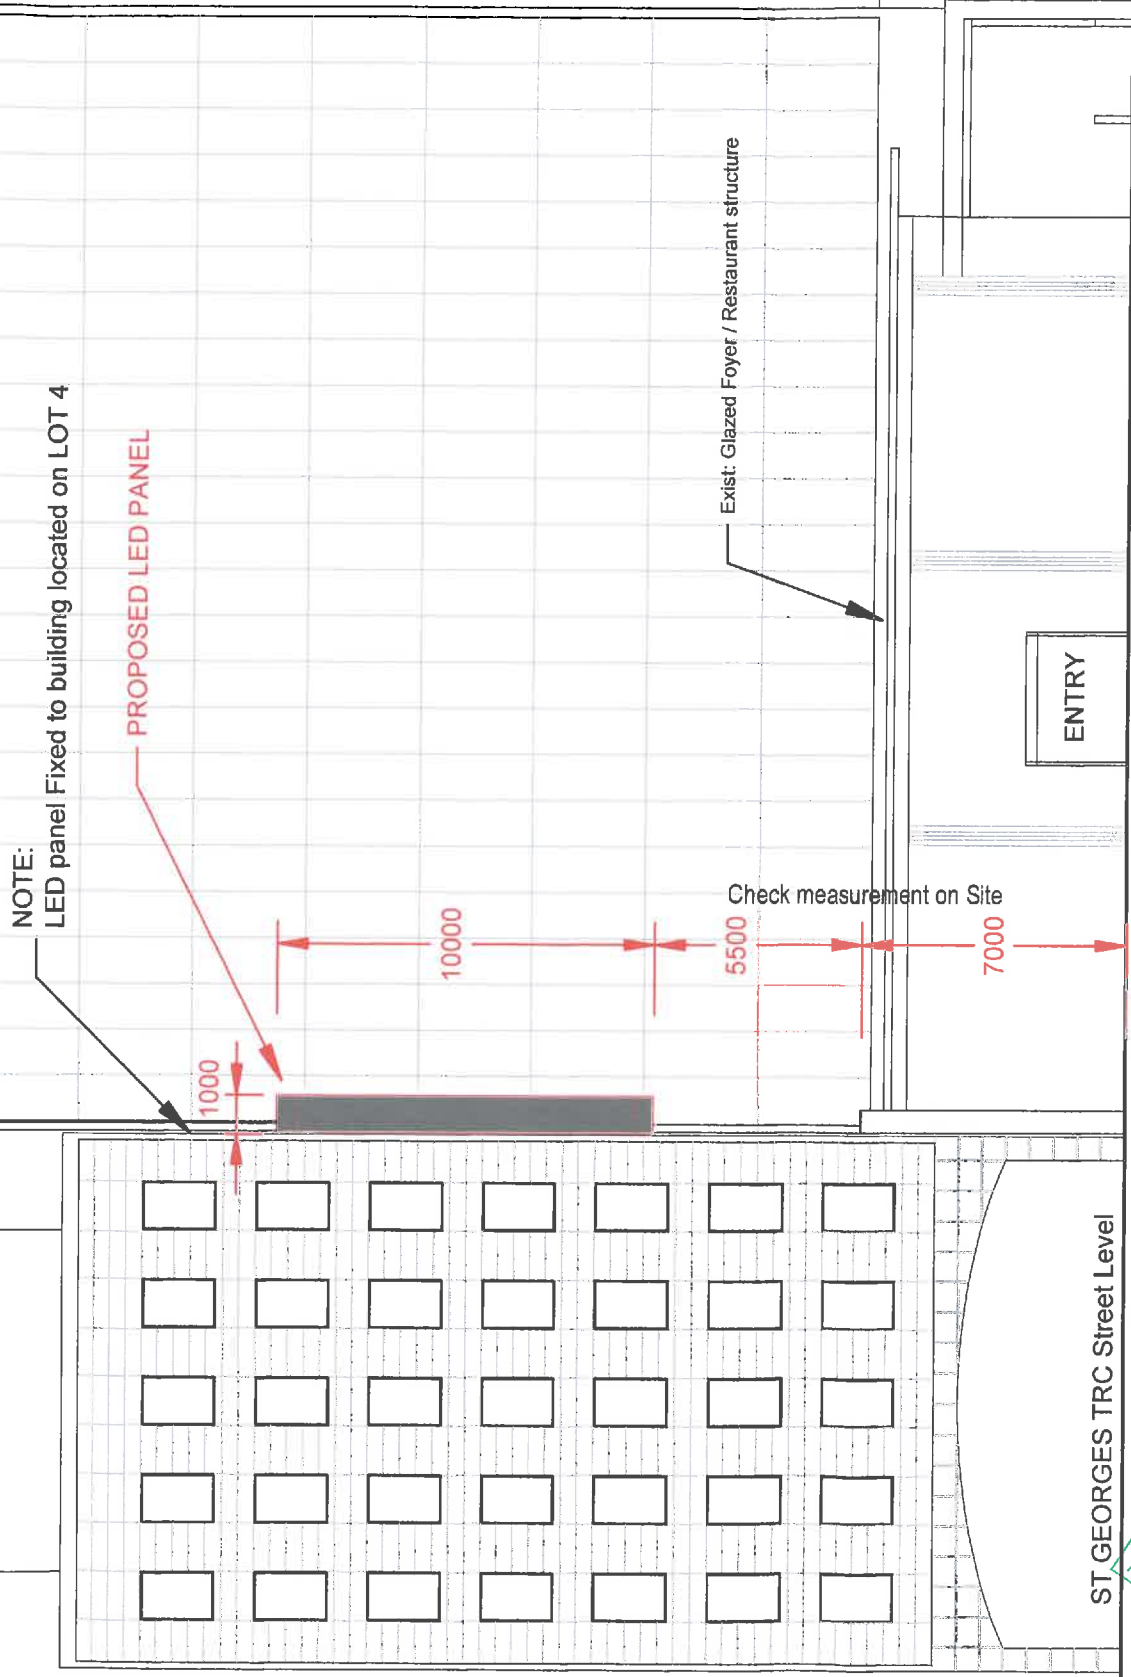 NOTE:
LED panel Fixed to building located on LOT 4
PROPOSED LED PANEL
1000
10000
5500
7000
Check measurement on Site
Exist: Glazed Foyer / Restaurant structure
ENTRY
ST GEORGES TRC Street Level